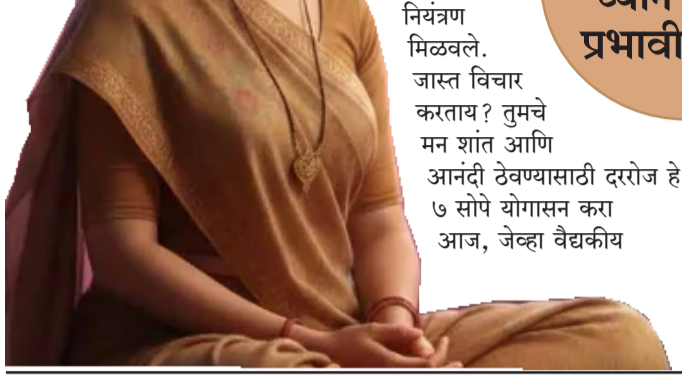 नियंत्रण
मिळवले.
जास्त विचार
करताय? तुमचे
मन शांत आणि
आनंदी ठेवण्यासाठी दररोज हे
७ सोपे योगासन करा
आज, जेव्हा वैद्यकीय
प्रभावी